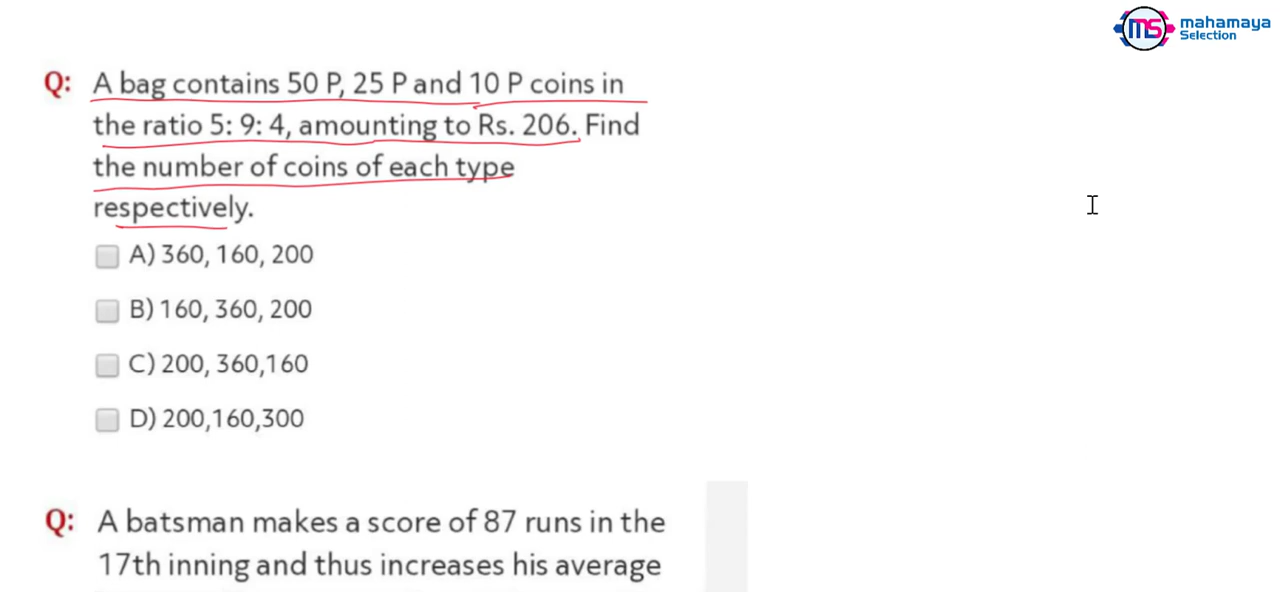 mahamaya
Selection
Q: A bag contains 50 P, 25 P and 10 P coins in
the ratio 5: 9: 4, amounting to Rs. 206. Find
the number of coins of each type
respectively.
A) 360, 160, 200
B) 160, 360, 200
C) 200, 360,160
D) 200,160,300
Q: A batsman makes a score of 87 runs in the
17th inning and thus increases his average